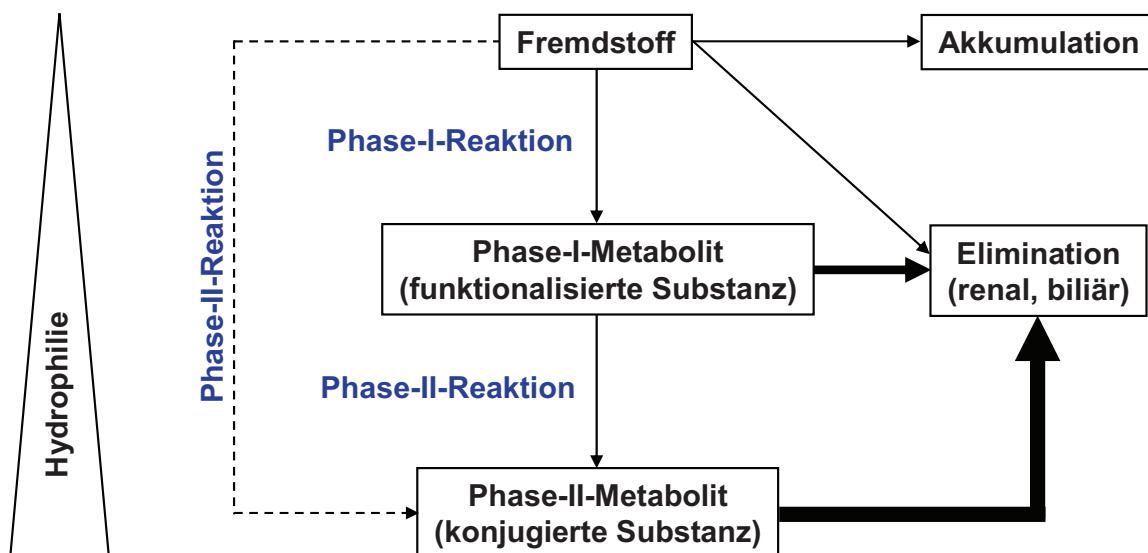 Fremdstoff
Akkumulation
Phase-I-Reaktion
Phase-II-Reaktion
Phase-I-Metabolit
(funktionalisierte Substanz)
Elimination
(renal, biliär)
Hydrophilie
Phase-II-Reaktion
Phase-II-Metabolit
(konjugierte Substanz)